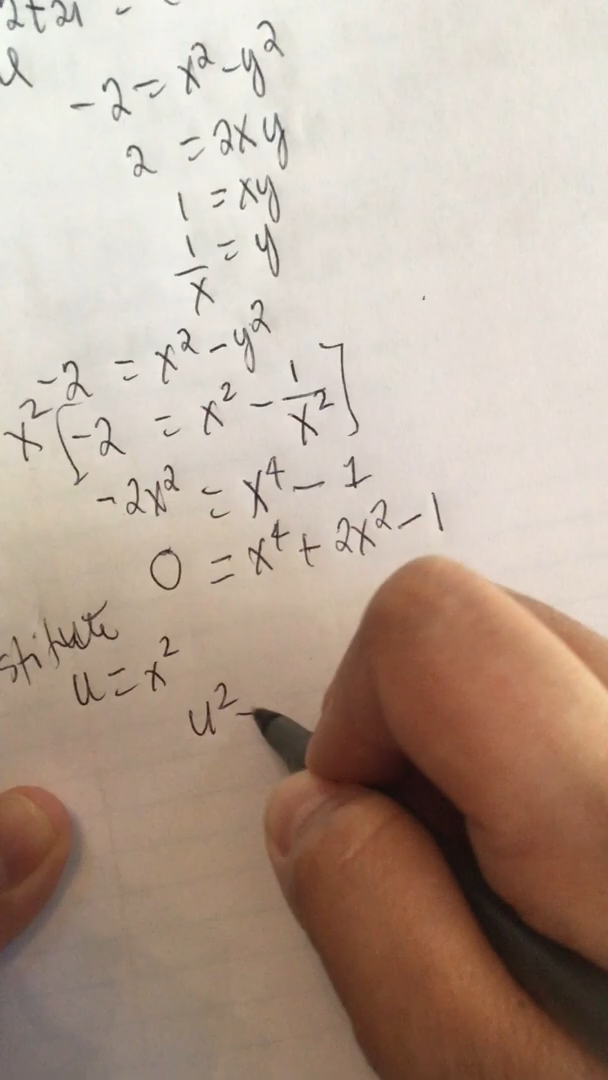 -2 = x² - y²
2 = 2xy
1 = xy
1/x = y
-2 = x² - y²
x² [-2 = x² - 1/x²]
-2x² = x⁴ - 1
0 = x⁴ + 2x² - 1
stitute
u = x²
u²